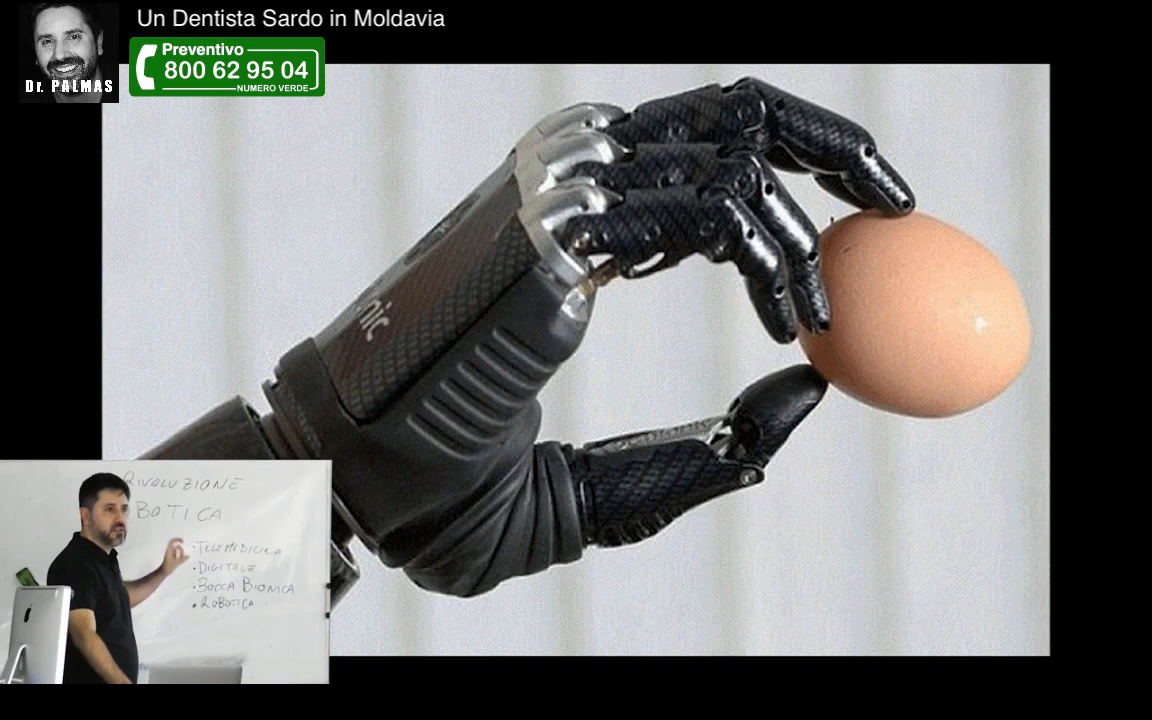 Un Dentista Sardo in Moldavia
Dr. PALMAS
Preventivo
800 62 95 04
NUMERO VERDE
nic
RIVOLUZIONE
BOTICA
· TELEMEDICINA
· DIGITALE
· BOCCA BIONICA
· ROBOTICA